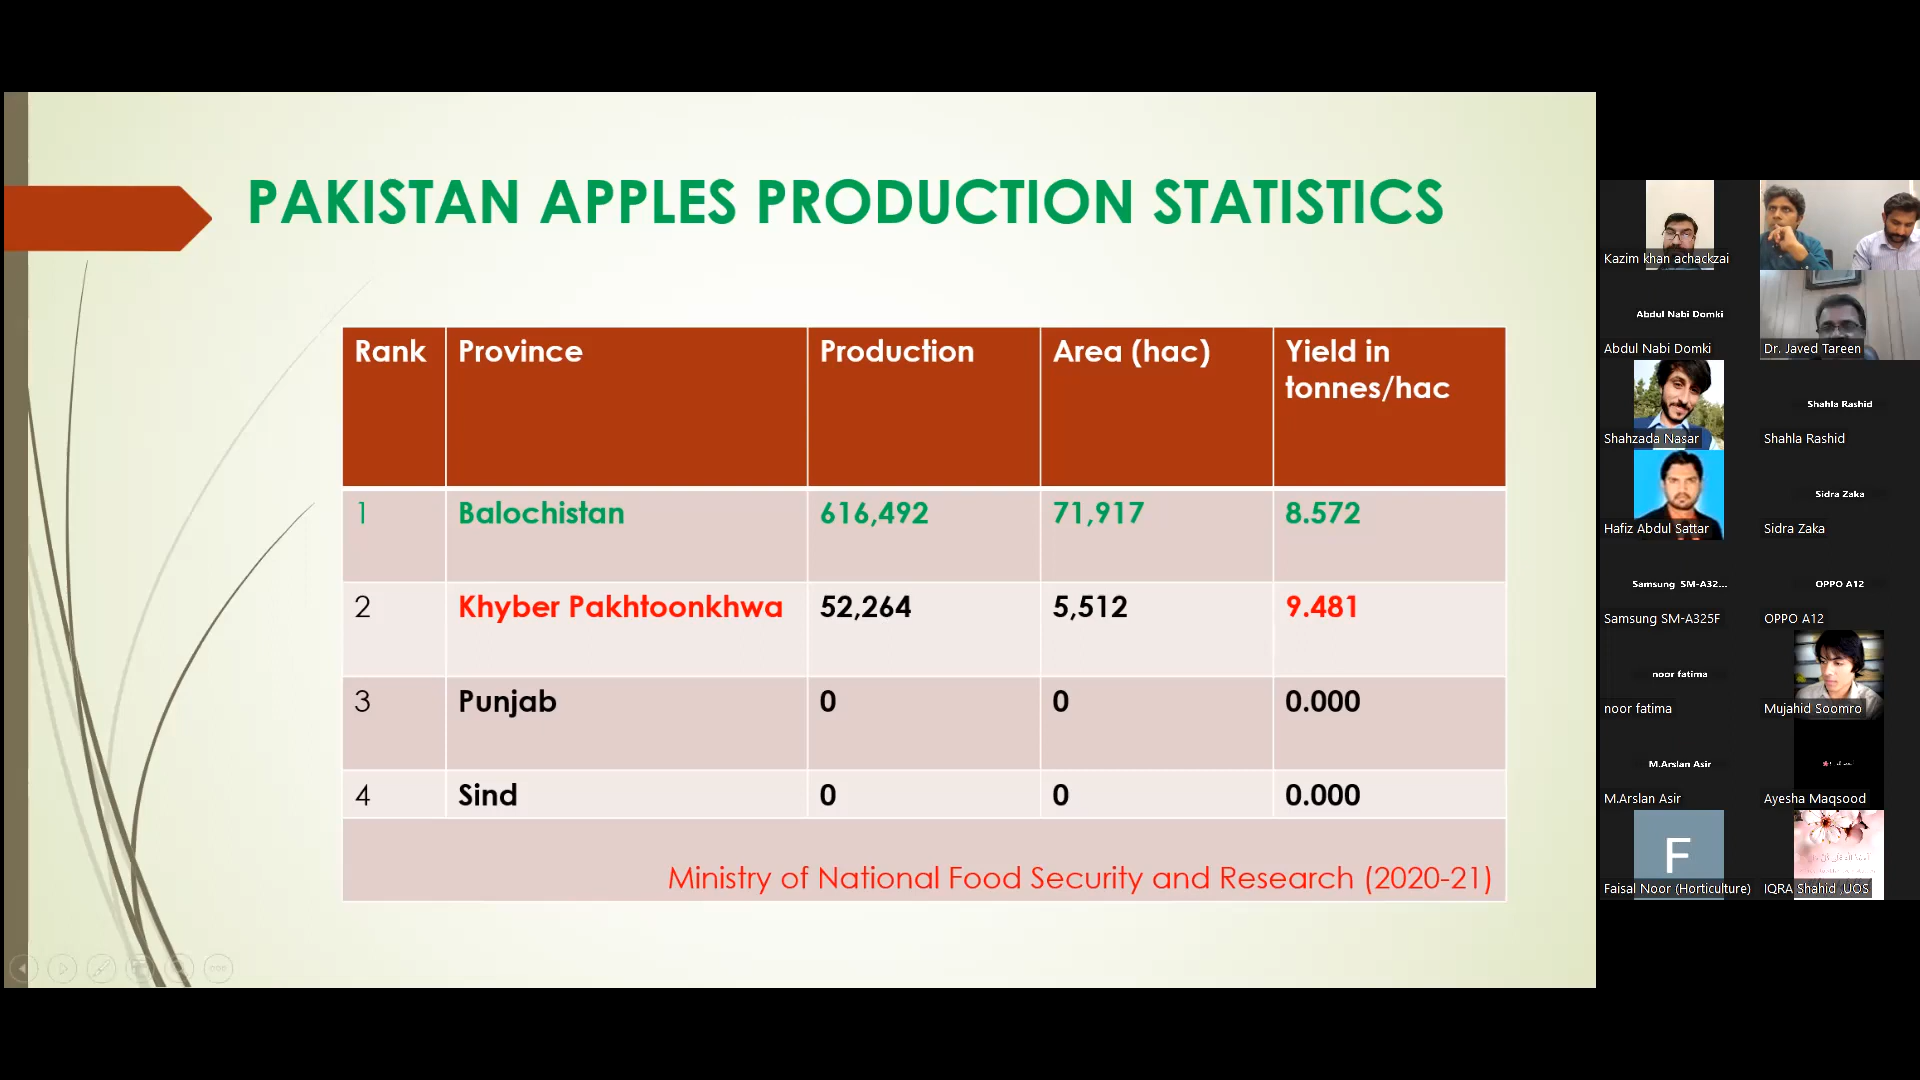 PAKISTAN APPLES PRODUCTION STATISTICS
Rank Province Production Area (hac) Yield in tonnes/hac
1 Balochistan 616,492 71,917 8.572
2 Khyber Pakhtoonkhwa 52,264 5,512 9.481
3 Punjab 0 0 0.000
4 Sind 0 0 0.000
Ministry of National Food Security and Research (2020-21)
Kazim khan achackzai
Abdul Nabi Domki
Abdul Nabi Domki
Dr. Javed Tareen
Shahzada Nasar
Shahla Rashid
Shahla Rashid
Hafiz Abdul Sattar
Sidra Zaka
Sidra Zaka
Samsung SM-A32...
Samsung SM-A325F
OPPO A12
OPPO A12
noor fatima
noor fatima
Mujahid Soomro
M.Arslan Asir
M.Arslan Asir
Ayesha Maqsood
F
Faisal Noor (Horticulture)
IQRA Shahid ,UOS